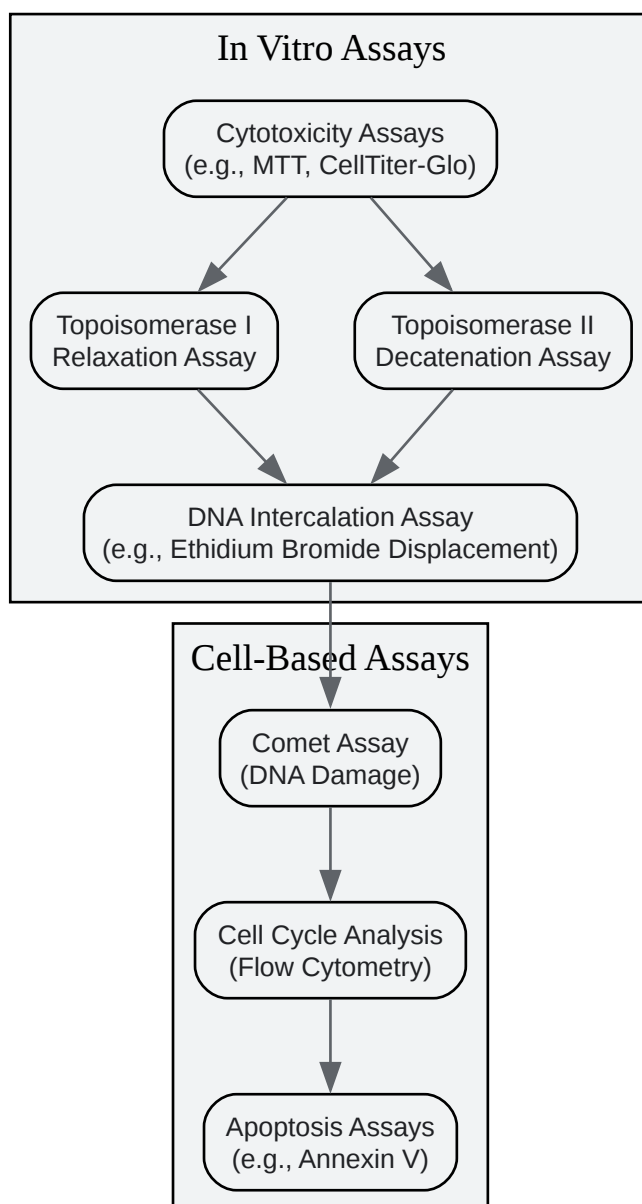 In Vitro Assays
Cytotoxicity Assays
(e.g., MTT, CellTiter-Glo)
Topoisomerase I
Relaxation Assay
Topoisomerase II
Decatenation Assay
DNA Intercalation Assay
(e.g., Ethidium Bromide Displacement)
Cell-Based Assays
Comet Assay
(DNA Damage)
Cell Cycle Analysis
(Flow Cytometry)
Apoptosis Assays
(e.g., Annexin V)